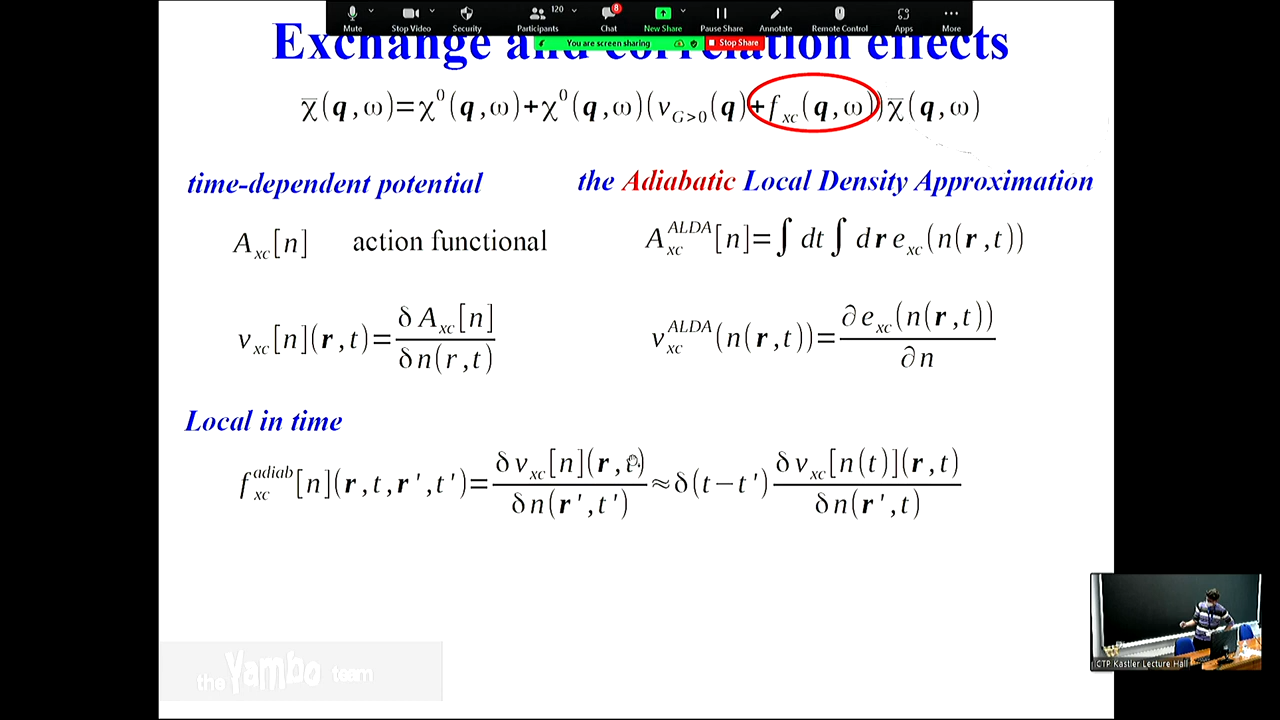 Mute
Stop Video
Security
Participants
120
Chat
8
New Share
Pause Share
Annotate
Remote Control
Apps
More
You are screen sharing
Stop Share
Exchange and correlation effects
χ̅(q,ω)=χ⁰(q,ω)+χ⁰(q,ω)(v_{G>0}(q)+f_{xc}(q,ω))χ̅(q,ω)
time-dependent potential
the Adiabatic Local Density Approximation
A_{xc}[n] action functional
A_{xc}^{ALDA}[n]=∫dt∫dr e_{xc}(n(r,t))
v_{xc}[n](r,t)=δA_{xc}[n]/δn(r,t)
v_{xc}^{ALDA}(n(r,t))=∂e_{xc}(n(r,t))/∂n
Local in time
f_{xc}^{adiab}[n](r,t,r',t')=δv_{xc}[n](r,t)/δn(r',t')≈δ(t−t')δv_{xc}[n(t)](r,t)/δn(r',t)
the Yambo team
ICTP Kastler Lecture Hall